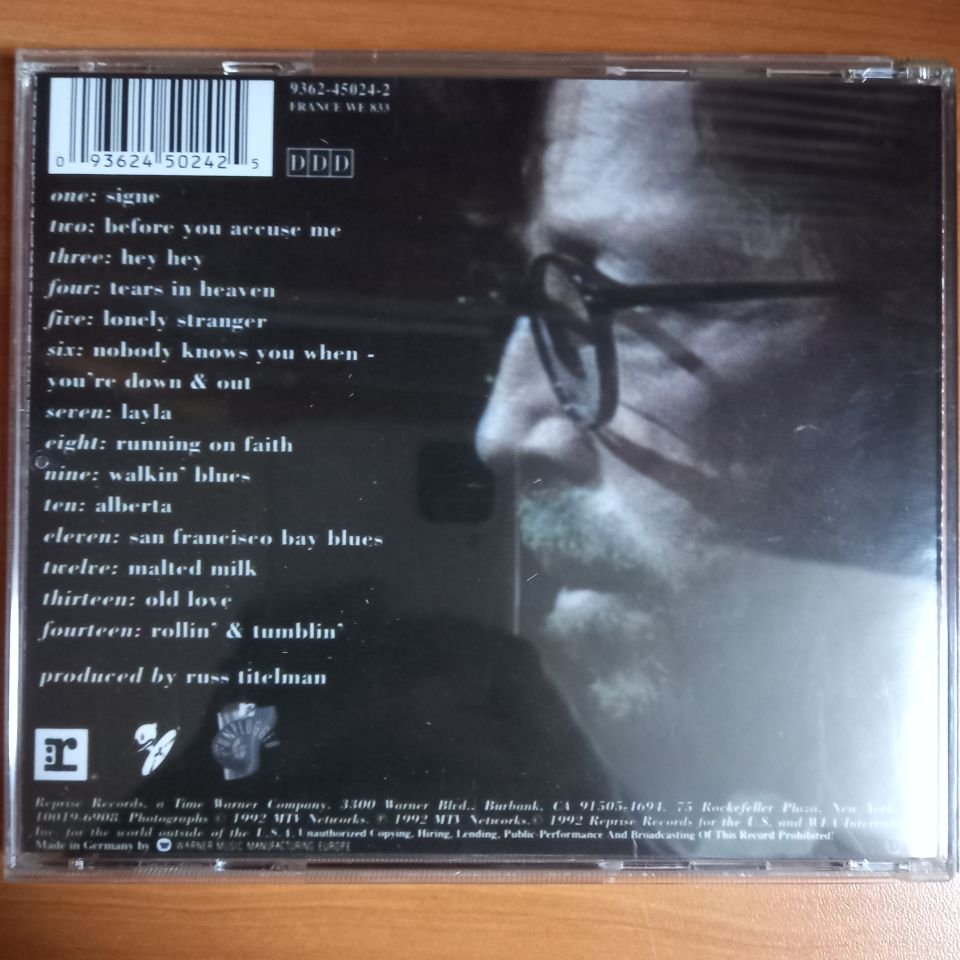 9362-45024-2
FRANCE WE 833
0 93624 50242 5
DDD
one: signe
two: before you accuse me
three: hey hey
four: tears in heaven
five: lonely stranger
six: nobody knows you when -
you're down & out
seven: layla
eight: running on faith
nine: walkin' blues
ten: alberta
eleven: san francisco bay blues
twelve: malted milk
thirteen: old love
fourteen: rollin' & tumblin'
produced by russ titelman
r
UNPLUGGED
Reprise Records, a Time Warner Company, 3300 Warner Blvd., Burbank, CA 91505-4694, 75 Rockefeller Plaza, New York,
10019-6908. Photographs © 1992 MTV Networks. ℗ 1992 MTV Networks. © 1992 Reprise Records for the U.S. and WEA Internat
Inc. for the world outside of the U.S.A. Unauthorized Copying, Hiring, Lending, Public Performance And Broadcasting Of This Record Prohibited!
Made in Germany by WARNER MUSIC MANUFACTURING EUROPE